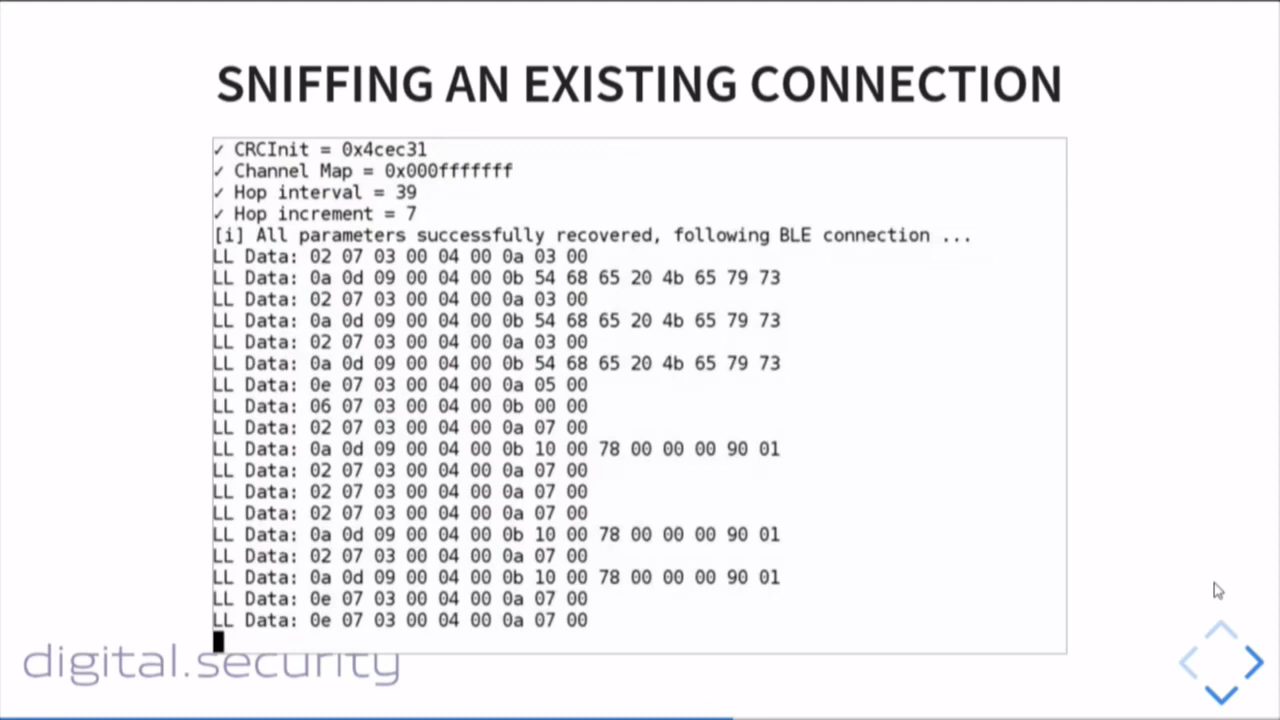 SNIFFING AN EXISTING CONNECTION
✓ CRCInit = 0x4cec31
✓ Channel Map = 0x000fffffff
✓ Hop interval = 39
✓ Hop increment = 7
[i] All parameters successfully recovered, following BLE connection ...
LL Data: 02 07 03 00 04 00 0a 03 00
LL Data: 0a 0d 09 00 04 00 0b 54 68 65 20 4b 65 79 73
LL Data: 02 07 03 00 04 00 0a 03 00
LL Data: 0a 0d 09 00 04 00 0b 54 68 65 20 4b 65 79 73
LL Data: 02 07 03 00 04 00 0a 03 00
LL Data: 0a 0d 09 00 04 00 0b 54 68 65 20 4b 65 79 73
LL Data: 0e 07 03 00 04 00 0a 05 00
LL Data: 06 07 03 00 04 00 0b 00 00
LL Data: 02 07 03 00 04 00 0a 07 00
LL Data: 0a 0d 09 00 04 00 0b 10 00 78 00 00 00 90 01
LL Data: 02 07 03 00 04 00 0a 07 00
LL Data: 02 07 03 00 04 00 0a 07 00
LL Data: 02 07 03 00 04 00 0a 07 00
LL Data: 0a 0d 09 00 04 00 0b 10 00 78 00 00 00 90 01
LL Data: 02 07 03 00 04 00 0a 07 00
LL Data: 0a 0d 09 00 04 00 0b 10 00 78 00 00 00 90 01
LL Data: 0e 07 03 00 04 00 0a 07 00
LL Data: 0e 07 03 00 04 00 0a 07 00
digital.security